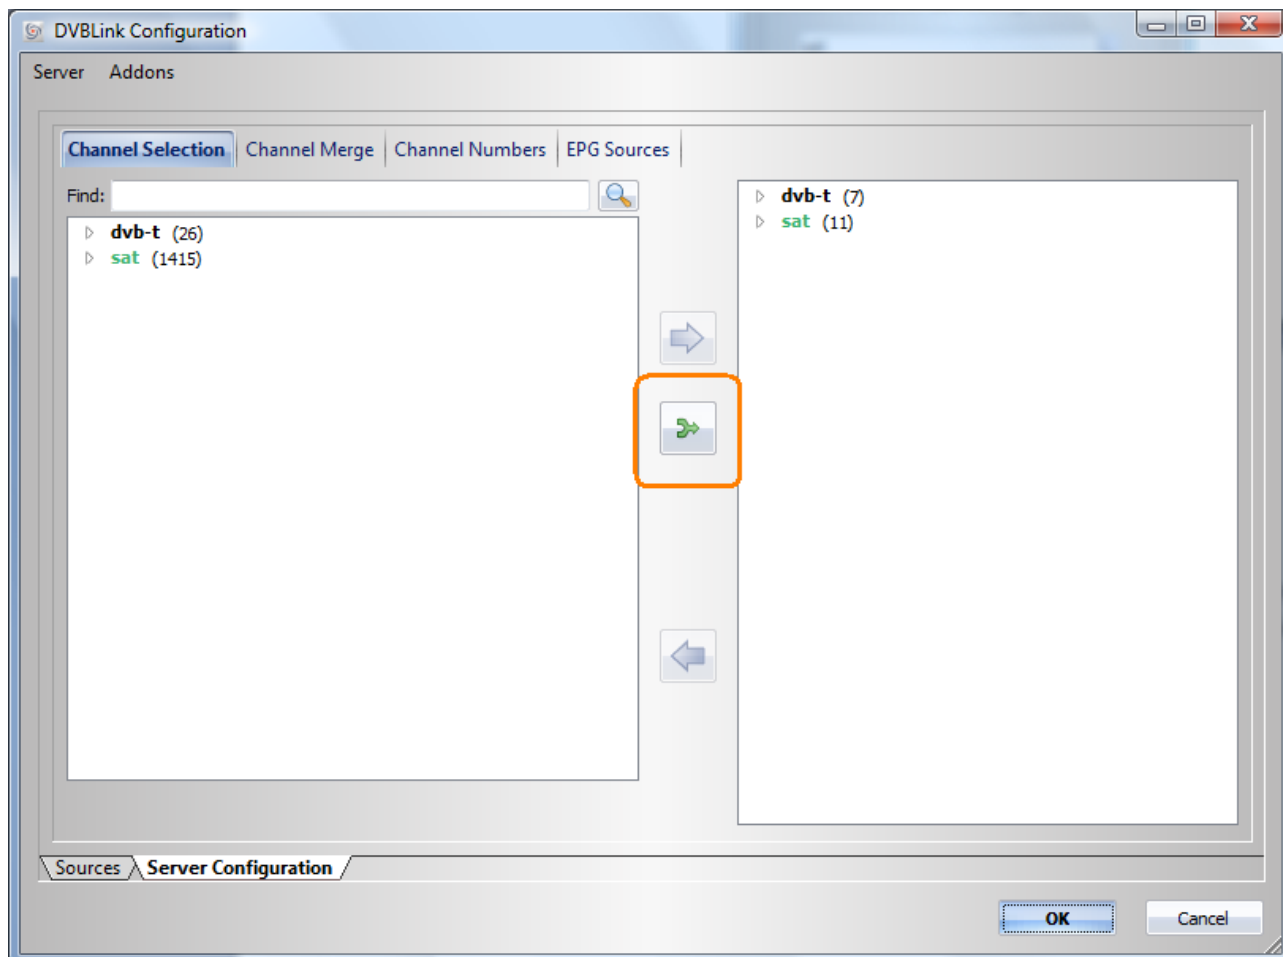 DVBLink Configuration
Server Addons
Channel Selection Channel Merge Channel Numbers EPG Sources
Find:
dvb-t (26)
sat (1415)
dvb-t (7)
sat (11)
Sources Server Configuration
OK Cancel